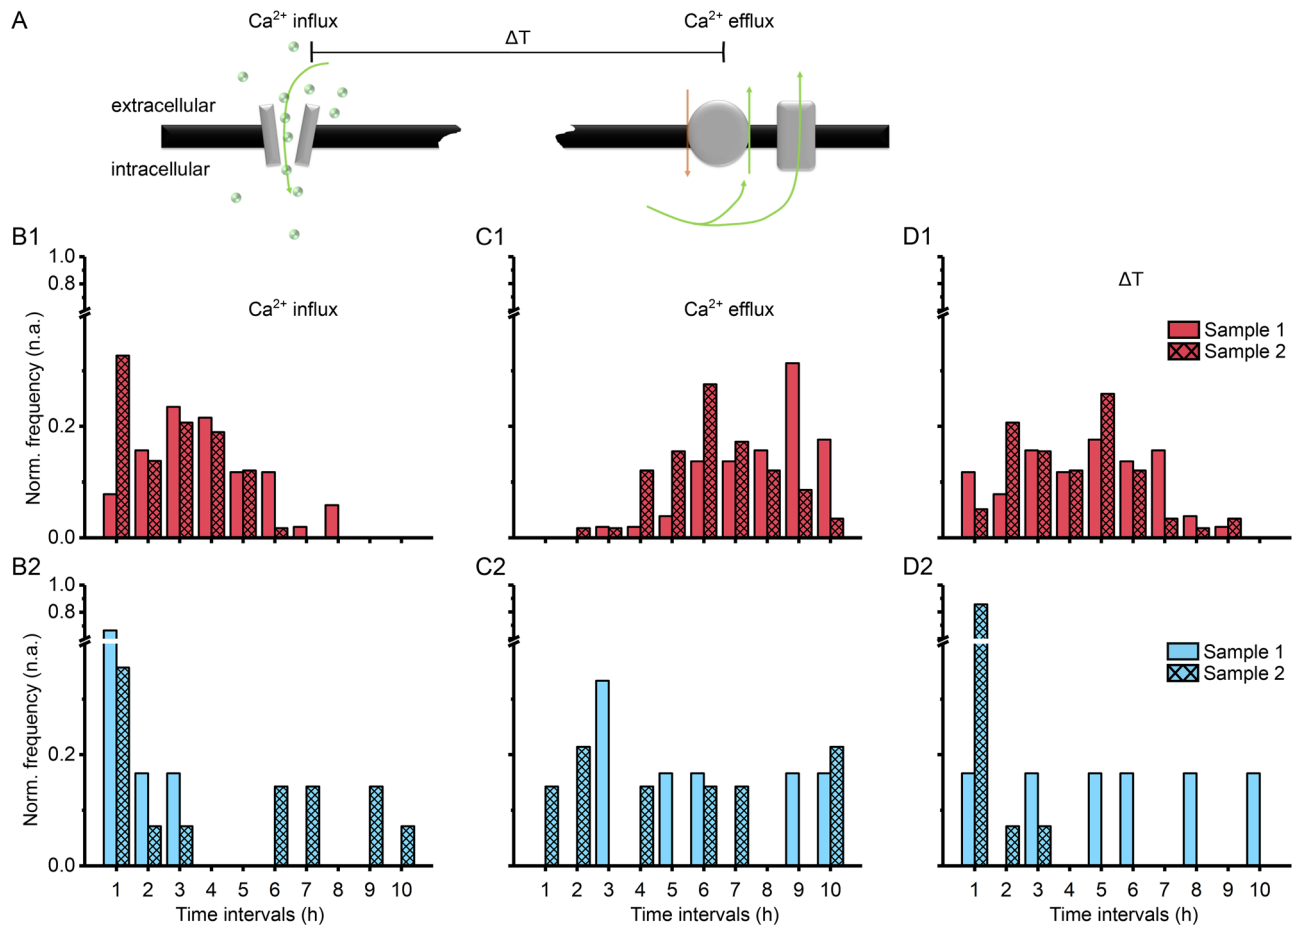 A
Ca2+ influx
ΔT
Ca2+ efflux
extracellular
intracellular
B1
C1
D1
1.0
0.8
0.2
0.0
Norm. frequency (n.a.)
Ca2+ influx
Ca2+ efflux
ΔT
Sample 1
Sample 2
B2
C2
D2
1.0
0.8
0.2
0.0
Norm. frequency (n.a.)
Sample 1
Sample 2
1 2 3 4 5 6 7 8 9 10
Time intervals (h)
1 2 3 4 5 6 7 8 9 10
Time intervals (h)
1 2 3 4 5 6 7 8 9 10
Time intervals (h)